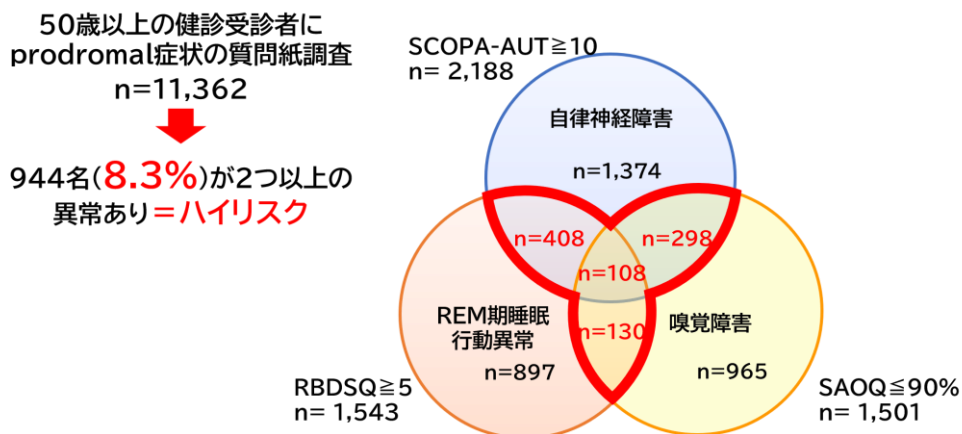 50歳以上の健診受診者に
prodromal症状の質問紙調査
n=11,362
944名(8.3%)が2つ以上の
異常あり＝ハイリスク
SCOPA-AUT≧10
n= 2,188
自律神経障害
n=1,374
n=408
n=298
n=108
n=130
REM期睡眠
行動異常
n=897
嗅覚障害
n=965
RBDSQ≧5
n= 1,543
SAOQ≦90%
n= 1,501